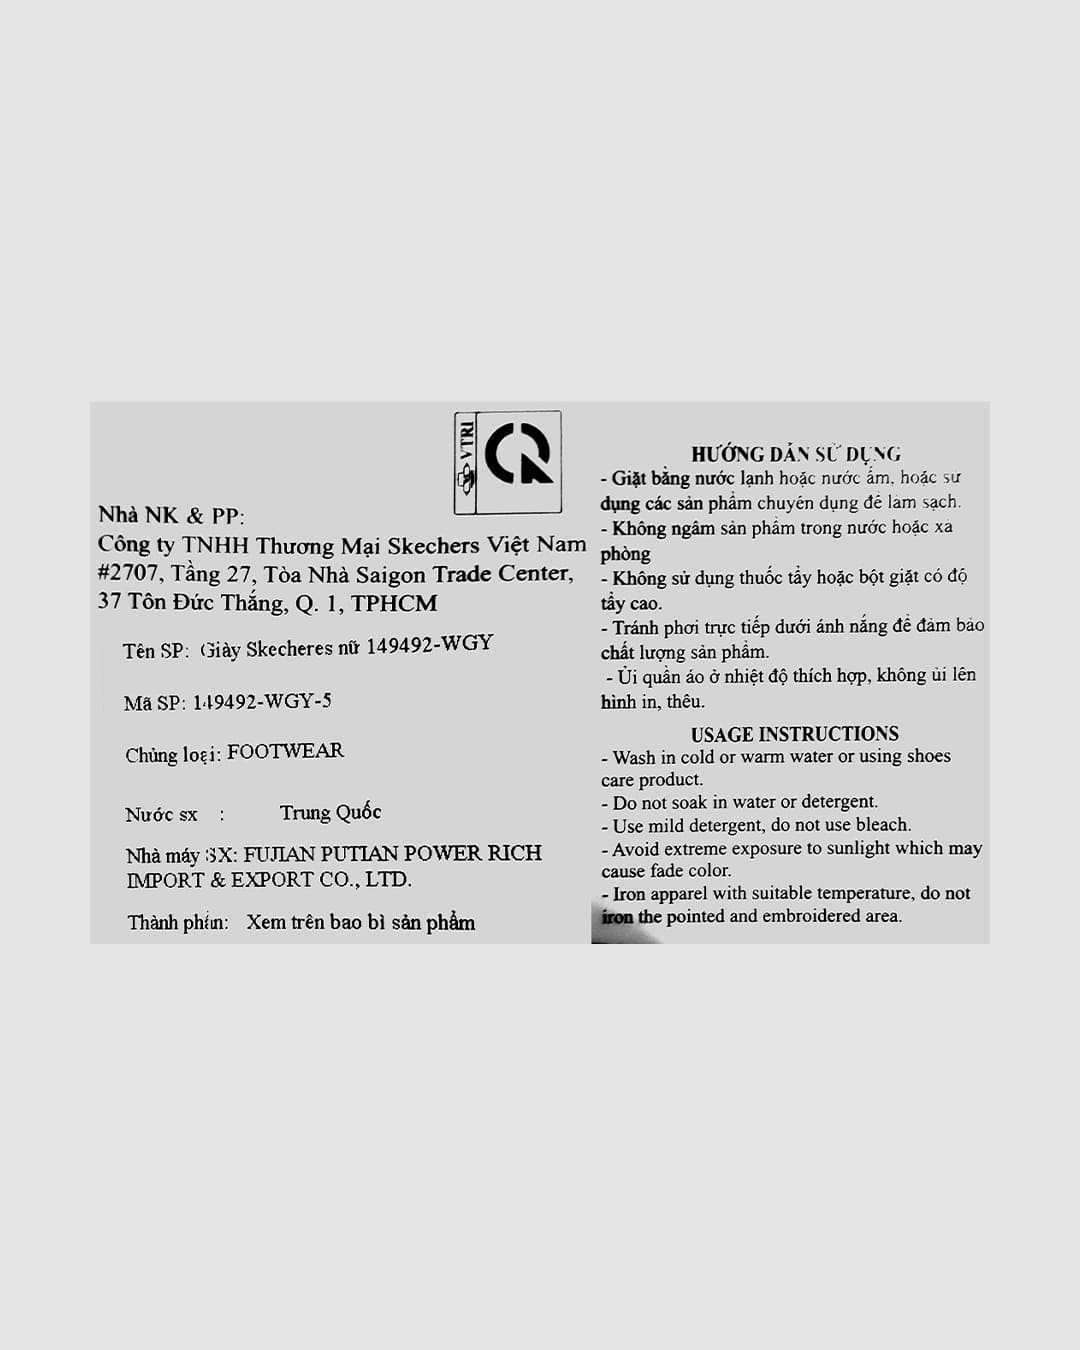 VTRI
Nhà NK & PP:
Công ty TNHH Thương Mại Skechers Việt Nam
#2707, Tầng 27, Tòa Nhà Saigon Trade Center,
37 Tôn Đức Thắng, Q. 1, TPHCM
Tên SP: Giày Skecheres nữ 149492-WGY
Mã SP: 149492-WGY-5
Chủng loại: FOOTWEAR
Nước sx : Trung Quốc
Nhà máy SX: FUJIAN PUTIAN POWER RICH
IMPORT & EXPORT CO., LTD.
Thành phần: Xem trên bao bì sản phẩm
HƯỚNG DẪN SỬ DỤNG
- Giặt bằng nước lạnh hoặc nước ấm, hoặc sử
dụng các sản phẩm chuyên dụng để làm sạch.
- Không ngâm sản phẩm trong nước hoặc xà
phòng
- Không sử dụng thuốc tẩy hoặc bột giặt có độ
tẩy cao.
- Tránh phơi trực tiếp dưới ánh nắng để đảm bảo
chất lượng sản phẩm.
- Ủi quần áo ở nhiệt độ thích hợp, không ủi lên
hình in, thêu.
USAGE INSTRUCTIONS
- Wash in cold or warm water or using shoes
care product.
- Do not soak in water or detergent.
- Use mild detergent, do not use bleach.
- Avoid extreme exposure to sunlight which may
cause fade color.
- Iron apparel with suitable temperature, do not
iron the pointed and embroidered area.